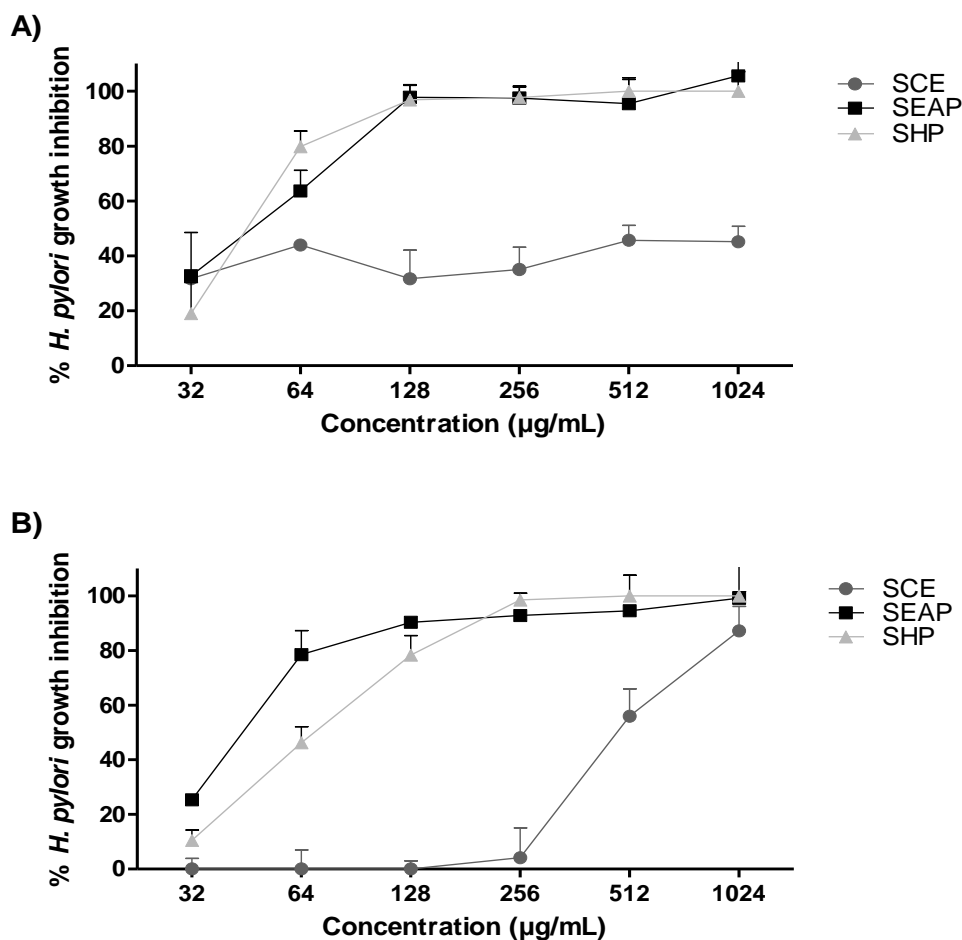 A)
% H. pylori growth inhibition
100
80
60
40
20
0
32 64 128 256 512 1024
Concentration (µg/mL)
SCE
SEAP
SHP
B)
% H. pylori growth inhibition
100
80
60
40
20
0
32 64 128 256 512 1024
Concentration (µg/mL)
SCE
SEAP
SHP